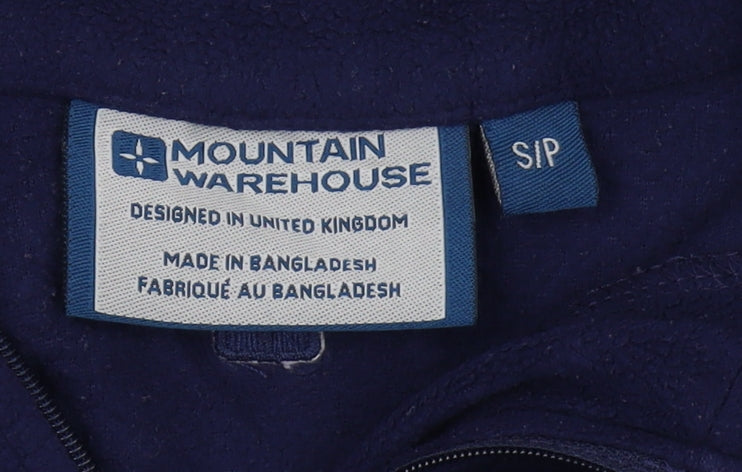 MOUNTAIN
WAREHOUSE
DESIGNED IN UNITED KINGDOM
MADE IN BANGLADESH
FABRIQUÉ AU BANGLADESH
S/P